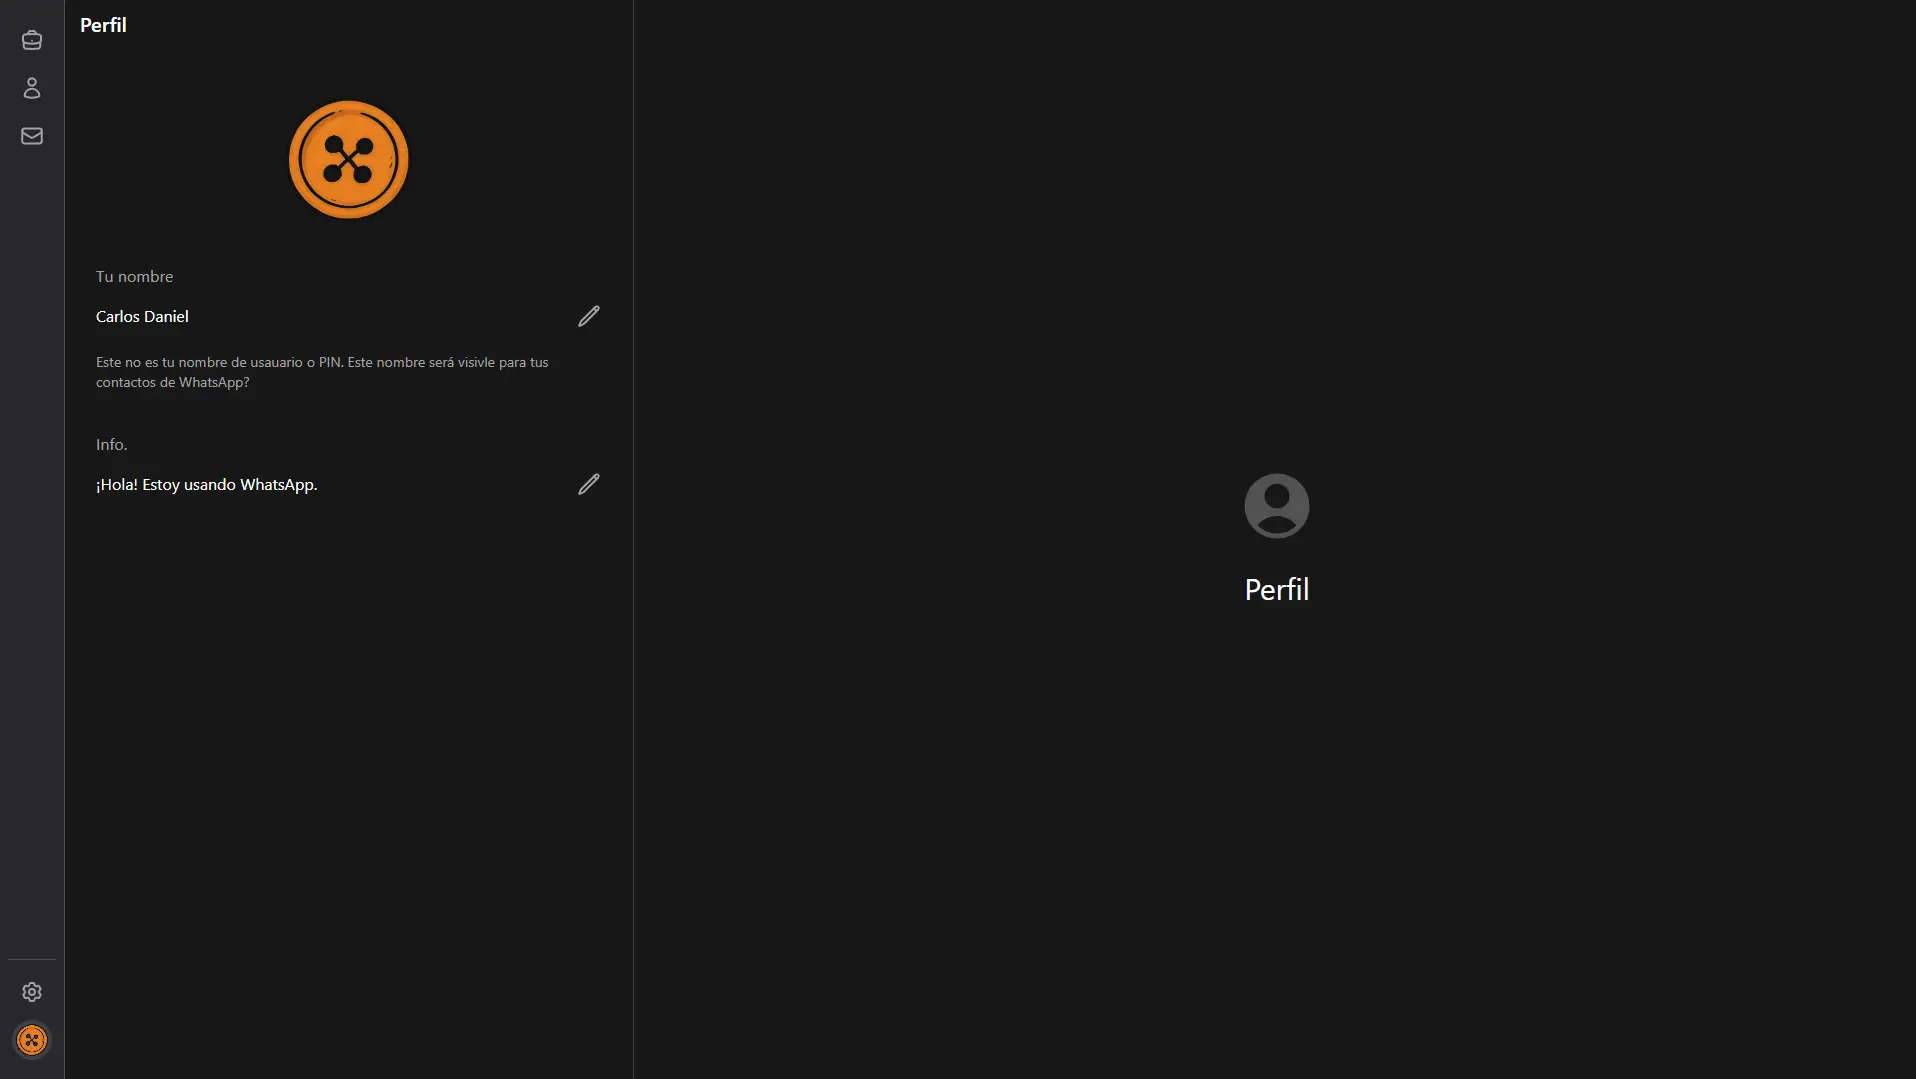 Perfil
Tu nombre
Carlos Daniel
Este no es tu nombre de usauario o PIN. Este nombre será visivle para tus
contactos de WhatsApp?
Info.
¡Hola! Estoy usando WhatsApp.
Perfil